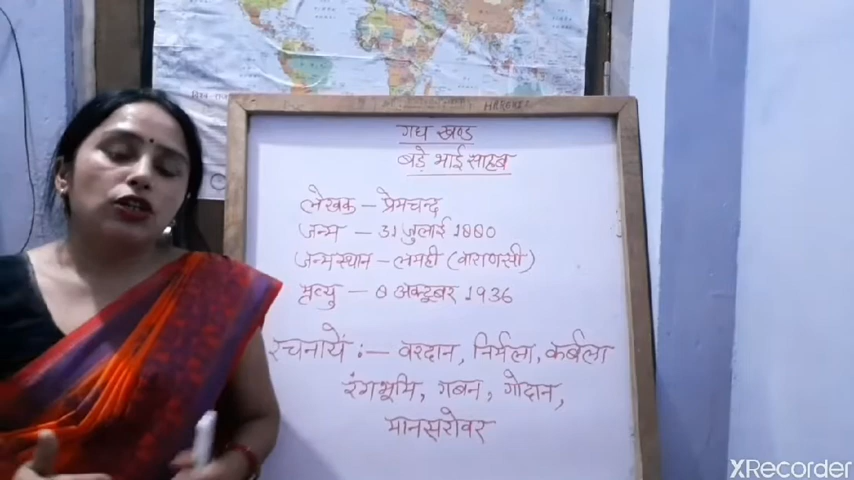 गद्य खण्ड
बड़े भाई साहब
लेखक – प्रेमचन्द
जन्म – 31 जुलाई 1880
जन्म स्थान – लमही (वाराणसी)
मृत्यु – 8 अक्टूबर 1936
रचनायें :– वरदान, निर्मला, कर्बला
रंगभूमि, गबन, गोदान,
मानसरोवर
XRecorder